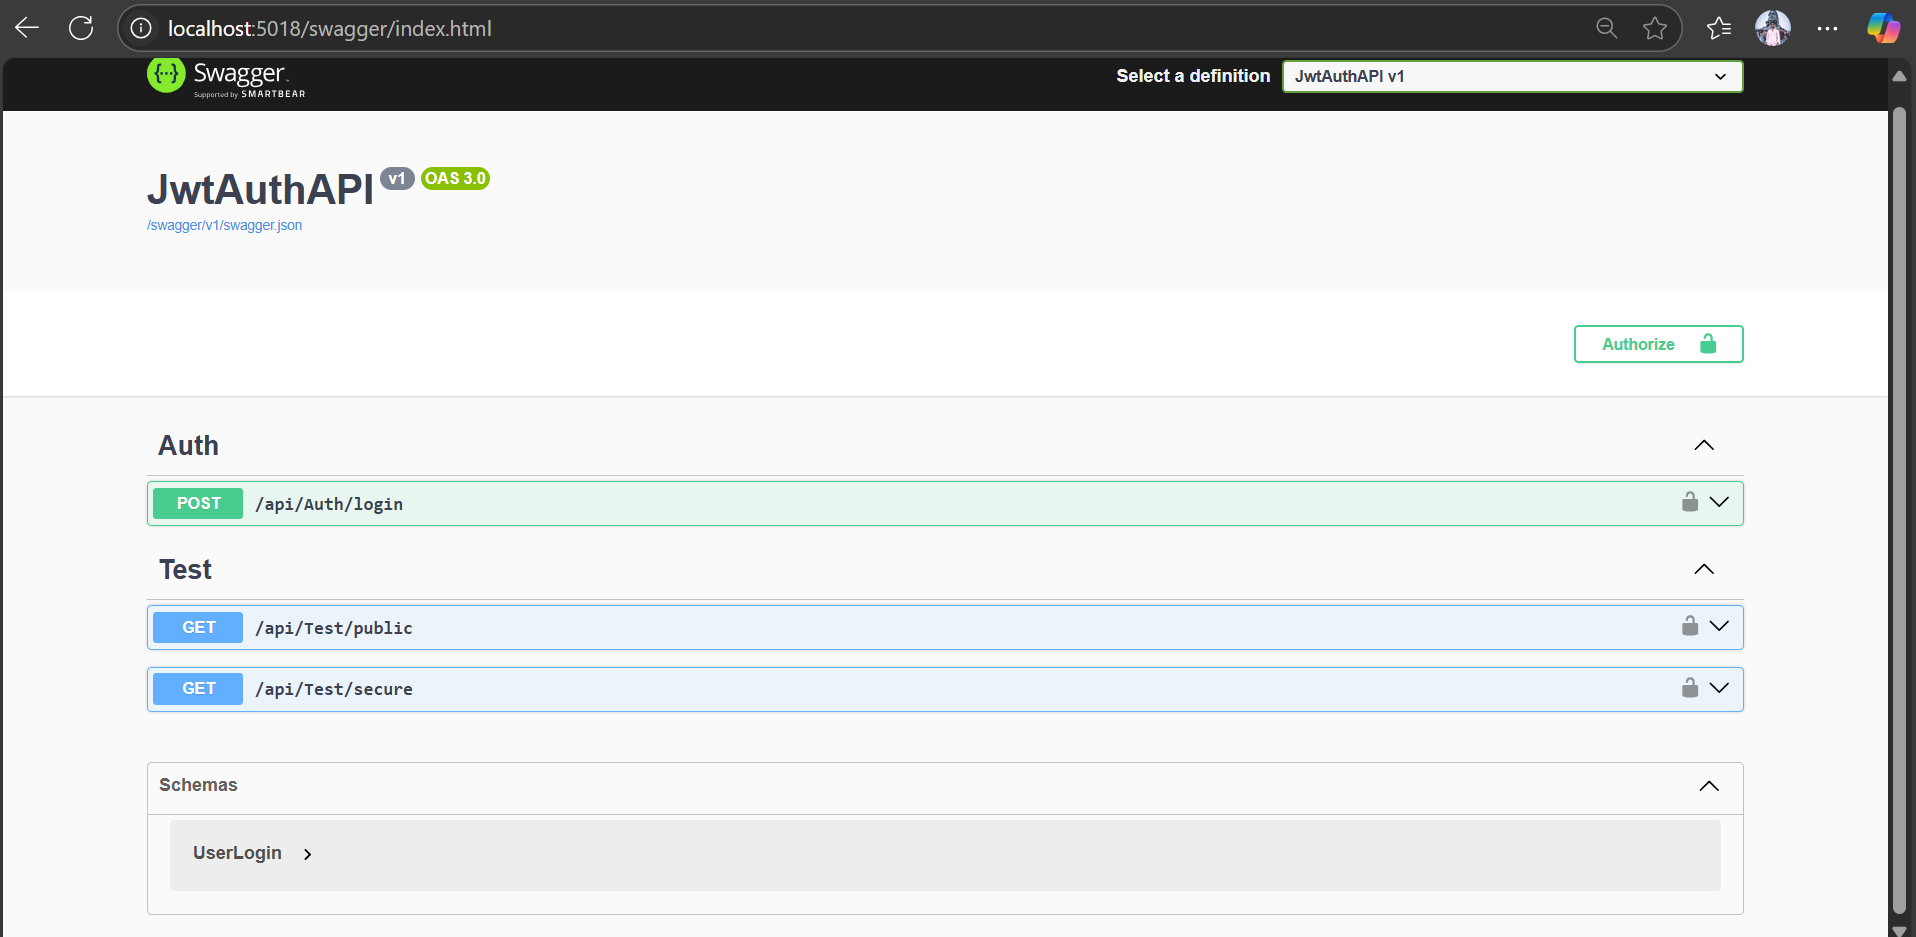 localhost:5018/swagger/index.html
Swagger
Supported by SMARTBEAR
Select a definition
JwtAuthAPI v1
JwtAuthAPI v1 OAS 3.0
/swagger/v1/swagger.json
Authorize
Auth
POST /api/Auth/login
Test
GET /api/Test/public
GET /api/Test/secure
Schemas
UserLogin